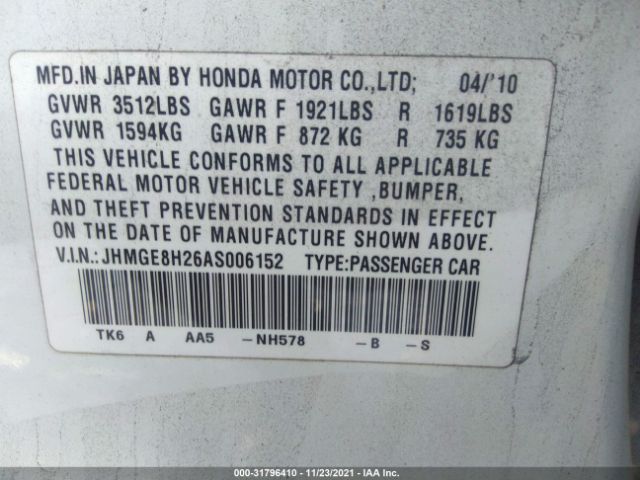 MFD.IN JAPAN BY HONDA MOTOR CO.,LTD; 04/'10
GVWR 3512LBS GAWR F 1921LBS R 1619LBS
GVWR 1594KG GAWR F 872 KG R 735 KG
THIS VEHICLE CONFORMS TO ALL APPLICABLE
FEDERAL MOTOR VEHICLE SAFETY ,BUMPER,
AND THEFT PREVENTION STANDARDS IN EFFECT
ON THE DATE OF MANUFACTURE SHOWN ABOVE.
V.I.N.: JHMGE8H26AS006152 TYPE:PASSENGER CAR
TK6 A AA5 -NH578 -B -S
000-31796410 - 11/23/2021 - IAA Inc.